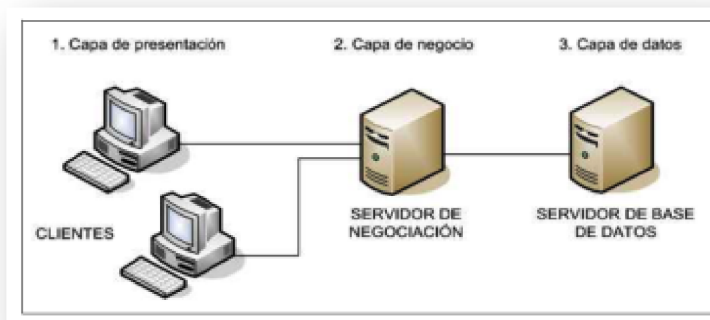 1. Capa de presentación
2. Capa de negocio
3. Capa de datos
CLIENTES
SERVIDOR DE
NEGOCIACIÓN
SERVIDOR DE BASE
DE DATOS